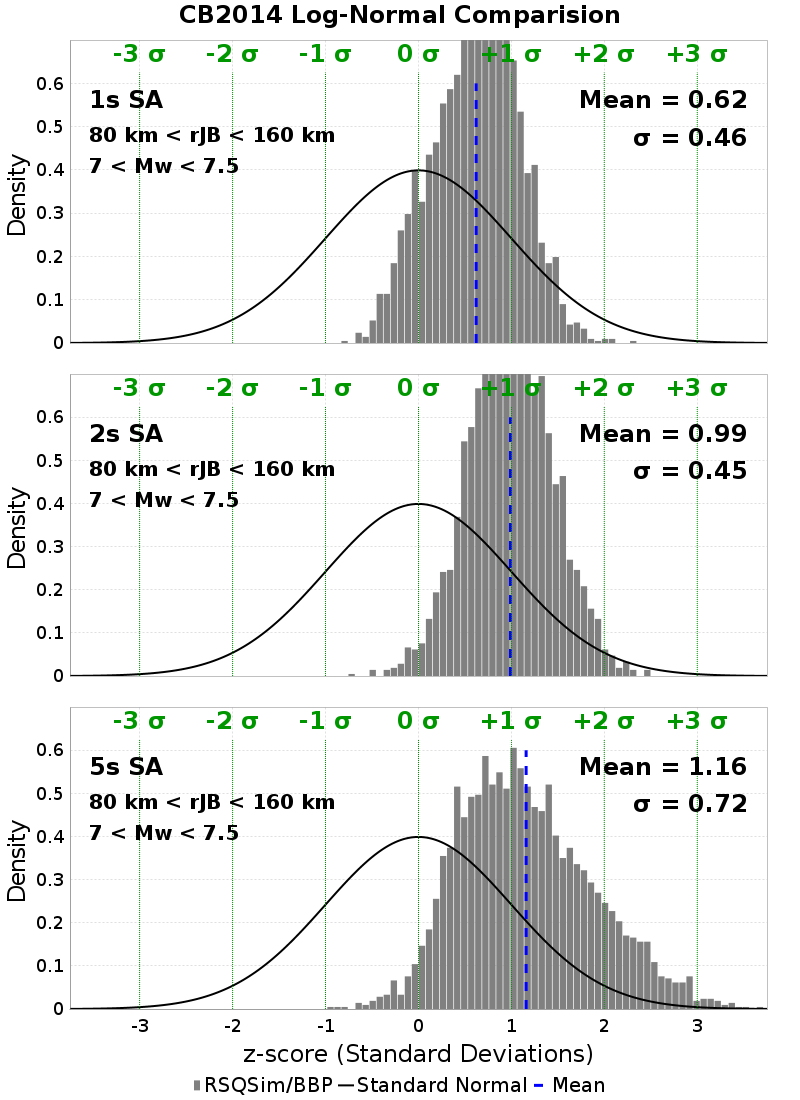 CB2014 Log-Normal Comparision
-3 σ -2 σ -1 σ 0 σ +1 σ +2 σ +3 σ
0.6
1s SA Mean = 0.62
0.5
80 km < rJB < 160 km σ = 0.46
0.4
7 < Mw < 7.5
Density
0.3
0.2
0.1
0
-3 σ -2 σ -1 σ 0 σ +1 σ +2 σ +3 σ
0.6
2s SA Mean = 0.99
0.5
80 km < rJB < 160 km σ = 0.45
0.4
7 < Mw < 7.5
Density
0.3
0.2
0.1
0
-3 σ -2 σ -1 σ 0 σ +1 σ +2 σ +3 σ
0.6
5s SA Mean = 1.16
0.5
80 km < rJB < 160 km σ = 0.72
0.4
7 < Mw < 7.5
Density
0.3
0.2
0.1
0
-3 -2 -1 0 1 2 3
z-score (Standard Deviations)
RSQSim/BBP Standard Normal Mean